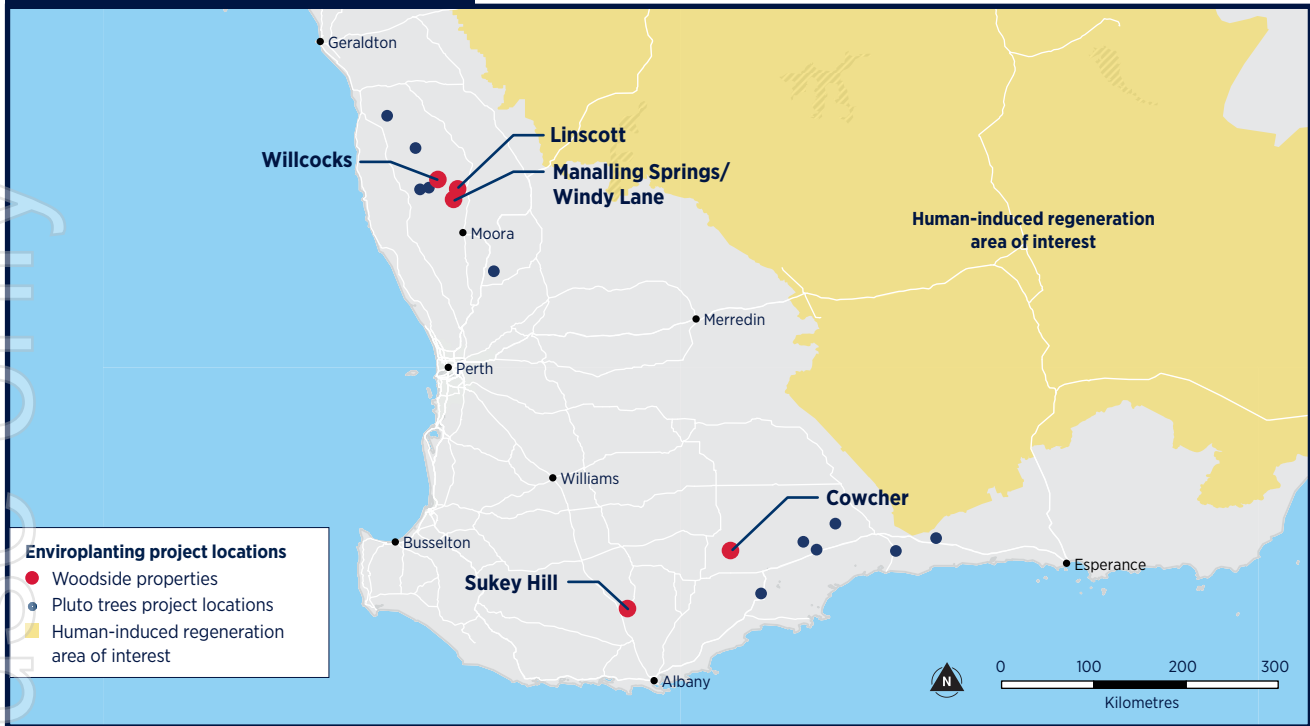 Geraldton
Linscott
Willcocks
Manalling Springs/
Windy Lane
Human-induced regeneration
area of interest
Moora
Merredin
Perth
Williams
Cowcher
Busselton
Esperance
Sukey Hill
Albany
Enviroplanting project locations
Woodside properties
Pluto trees project locations
Human-induced regeneration
area of interest
N
0 100 200 300
Kilometres